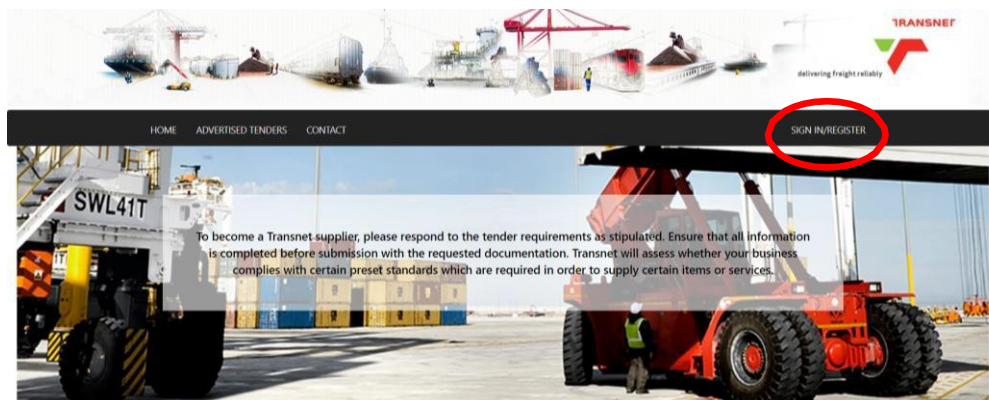 TRANSNET
delivering freight reliably
HOME ADVERTISED TENDERS CONTACT SIGN IN/REGISTER
SWL41T
To become a Transnet supplier, please respond to the tender requirements as stipulated. Ensure that all information
is completed before submission with the requested documentation. Transnet will assess whether your business
complies with certain preset standards which are required in order to supply certain items or services.